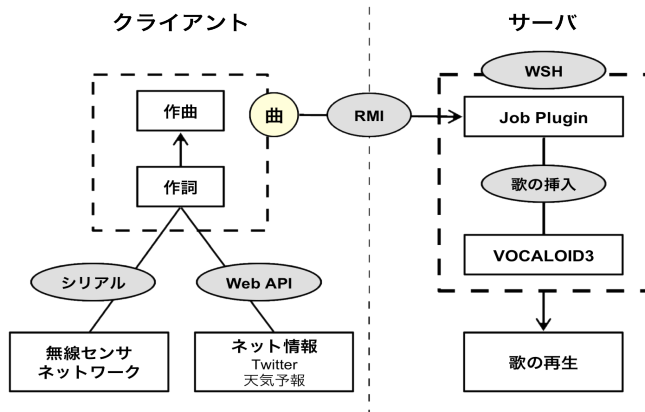 クライアント
サーバ
WSH
作曲
曲
RMI
Job Plugin
作詞
歌の挿入
VOCALOID3
シリアル
Web API
無線センサ
ネットワーク
ネット情報
Twitter
天気予報
歌の再生